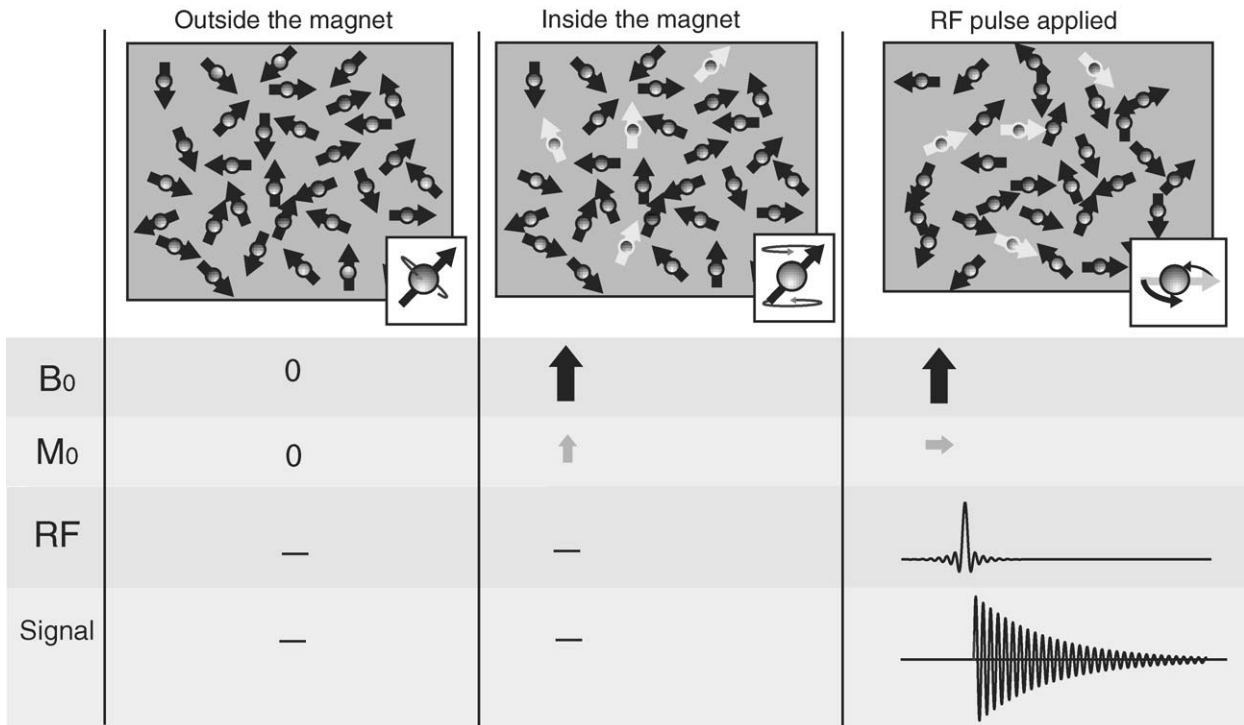 Outside the magnet
Inside the magnet
RF pulse applied
B0
0
M0
0
RF
Signal